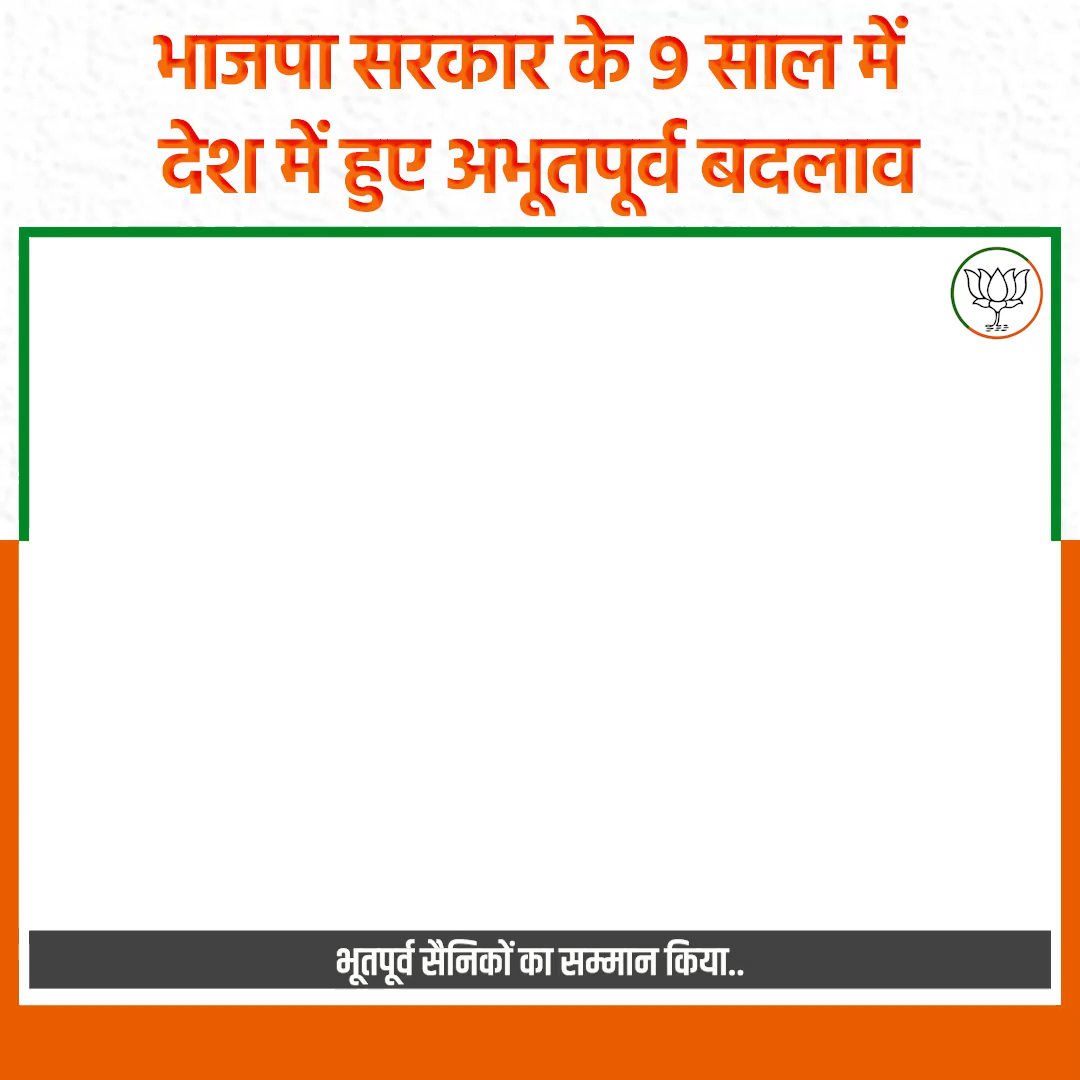 भाजपा सरकार के 9 साल में
देश में हुए अभूतपूर्व बदलाव
भूतपूर्व सैनिकों का सम्मान किया..